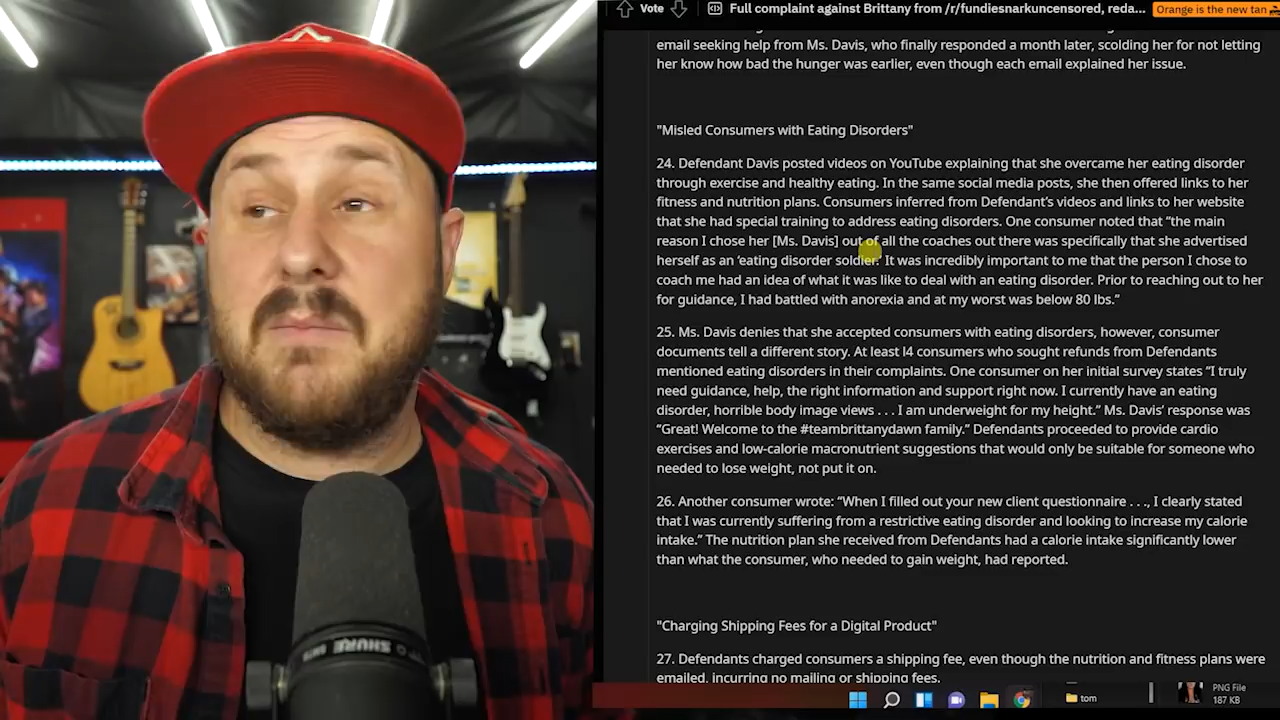 Vote
Full complaint against Brittany from /r/fundiesnarkuncensored, reda...
Orange is the new tan
email seeking help from Ms. Davis, who finally responded a month later, scolding her for not letting
her know how bad the hunger was earlier, even though each email explained her issue.
"Misled Consumers with Eating Disorders"
24. Defendant Davis posted videos on YouTube explaining that she overcame her eating disorder
through exercise and healthy eating. In the same social media posts, she then offered links to her
fitness and nutrition plans. Consumers inferred from Defendant’s videos and links to her website
that she had special training to address eating disorders. One consumer noted that “the main
reason I chose her [Ms. Davis] out of all the coaches out there was specifically that she advertised
herself as an ‘eating disorder soldier.’ It was incredibly important to me that the person I chose to
coach me had an idea of what it was like to deal with an eating disorder. Prior to reaching out to her
for guidance, I had battled with anorexia and at my worst was below 80 lbs.”
25. Ms. Davis denies that she accepted consumers with eating disorders, however, consumer
documents tell a different story. At least l4 consumers who sought refunds from Defendants
mentioned eating disorders in their complaints. One consumer on her initial survey states “I truly
need guidance, help, the right information and support right now. I currently have an eating
disorder, horrible body image views . . . I am underweight for my height.” Ms. Davis’ response was
“Great! Welcome to the #teambrittanydawn family.” Defendants proceeded to provide cardio
exercises and low-calorie macronutrient suggestions that would only be suitable for someone who
needed to lose weight, not put it on.
26. Another consumer wrote: “When I filled out your new client questionnaire . . ., I clearly stated
that I was currently suffering from a restrictive eating disorder and looking to increase my calorie
intake.” The nutrition plan she received from Defendants had a calorie intake significantly lower
than what the consumer, who needed to gain weight, had reported.
"Charging Shipping Fees for a Digital Product"
27. Defendants charged consumers a shipping fee, even though the nutrition and fitness plans were
emailed, incurring no mailing or shipping fees.
tom
PNG File
187 KB
SHURE